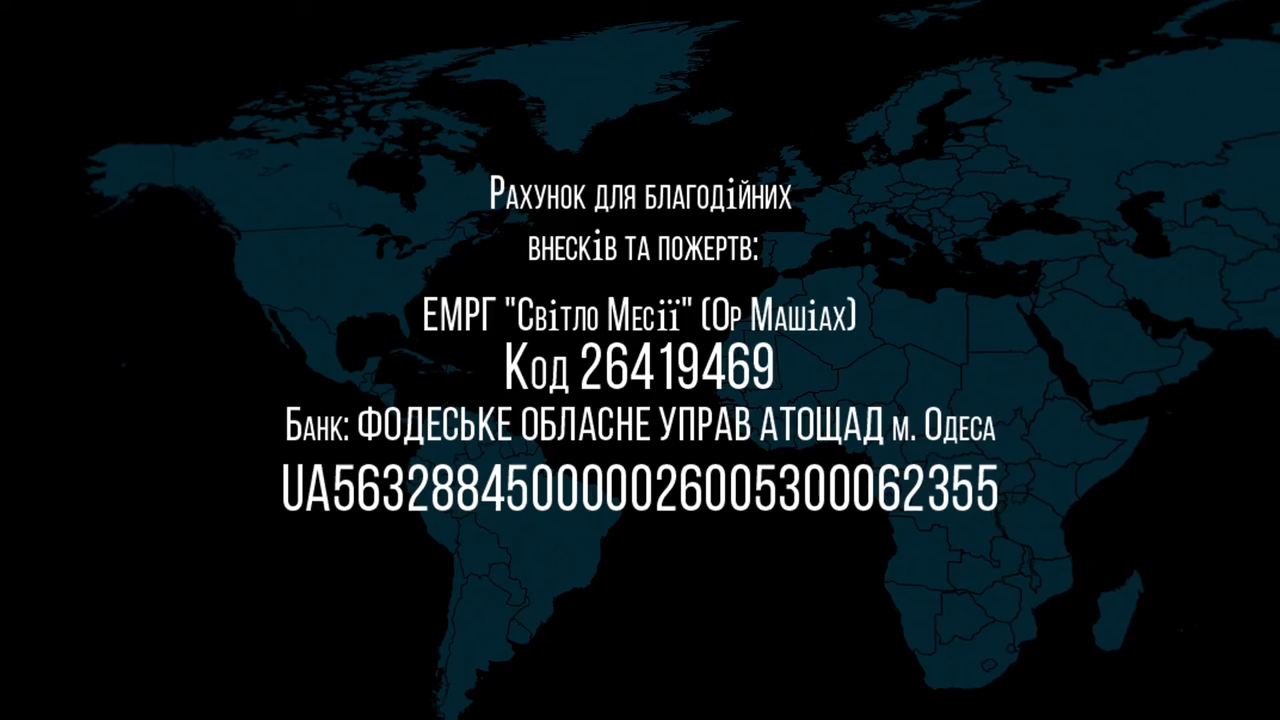 Рахунок для благодійних
внесків та пожертв:
ЕМРГ "Світло Месії" (Ор Машіах)
Код 26419469
Банк: ФОДЕСЬКЕ ОБЛАСНЕ УПРАВ АТОЩАД м. Одеса
UA563288450000026005300062355